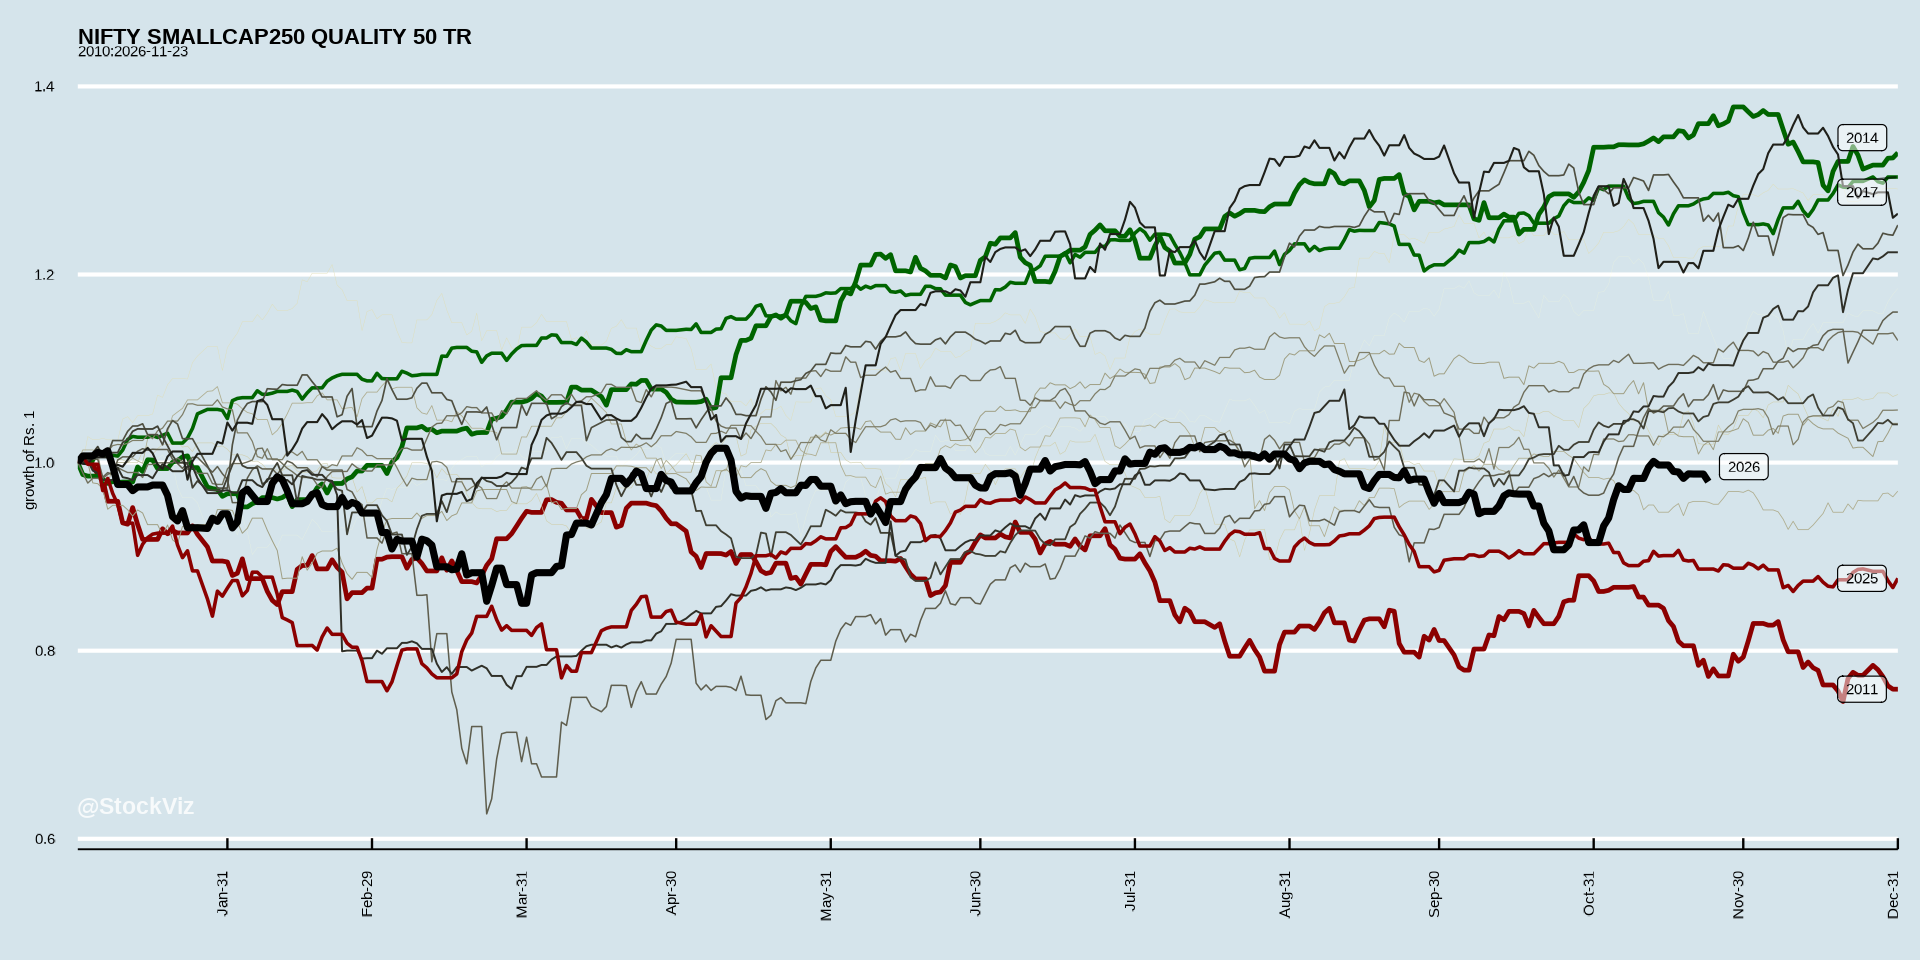 NIFTY SMALLCAP250 QUALITY 50 TR
2010:2026-11-23
growth of Rs. 1
1.4
1.2
1.0
0.8
0.6
2014
2017
2026
2025
2011
@StockViz
Jan-31
Feb-29
Mar-31
Apr-30
May-31
Jun-30
Jul-31
Aug-31
Sep-30
Oct-31
Nov-30
Dec-31